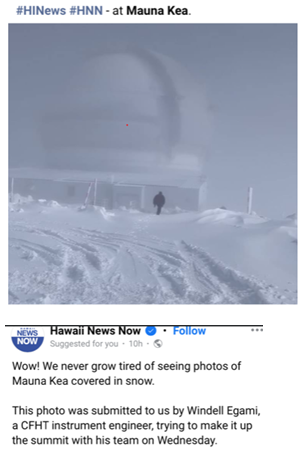 #HINews #HNN - at Mauna Kea.
HAWAII
NEWS
NOW
Hawaii News Now · Follow
Suggested for you · 10h ·
Wow! We never grow tired of seeing photos of
Mauna Kea covered in snow.
This photo was submitted to us by Windell Egami,
a CFHT instrument engineer, trying to make it up
the summit with his team on Wednesday.